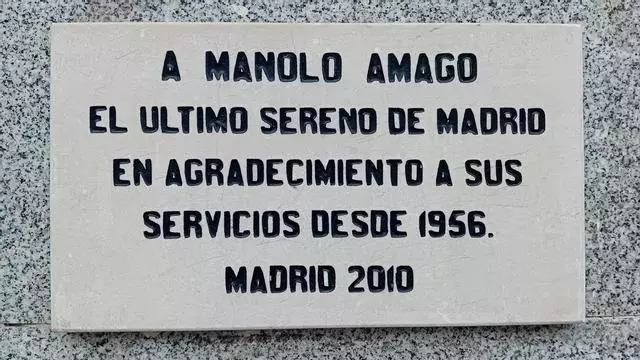 A MANOLO AMAGO
EL ULTIMO SERENO DE MADRID
EN AGRADECIMIENTO A SUS
SERVICIOS DESDE 1956.
MADRID 2010